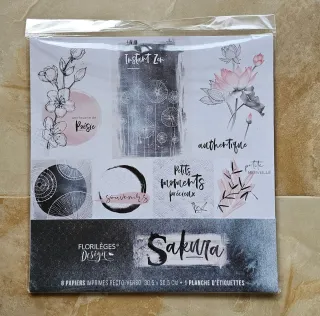 Instant Zen
Poésie
authentique
Souvenirs
Petits
moments
précieux
FLORILÈGES®
Design
Sakura
6 PAPIERS IMPRIMÉS RECTO-VERSO 30,5 X 30,5 CM + 1 PLANCHE D'ÉTIQUETTES